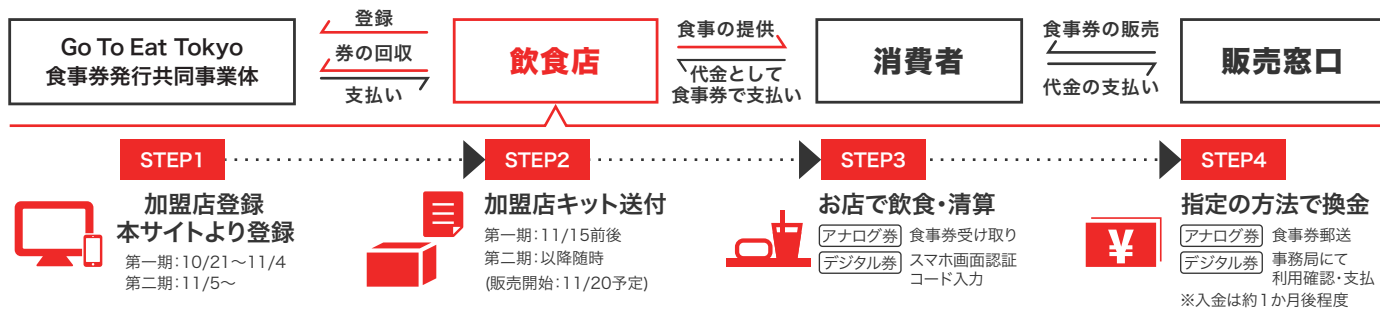 Go To Eat Tokyo
食事券発行共同事業体
登録
券の回収
支払い
飲食店
食事の提供
代金として
食事券で支払い
消費者
食事券の販売
代金の支払い
販売窓口
STEP1
加盟店登録
本サイトより登録
第一期:10/21〜11/4
第二期:11/5〜
STEP2
加盟店キット送付
第一期:11/15前後
第二期:以降随時
(販売開始:11/20予定)
STEP3
お店で飲食・清算
アナログ券 食事券受け取り
デジタル券 スマホ画面認証
コード入力
STEP4
指定の方法で換金
¥
アナログ券 食事券郵送
デジタル券 事務局にて
利用確認・支払
※入金は約1か月後程度